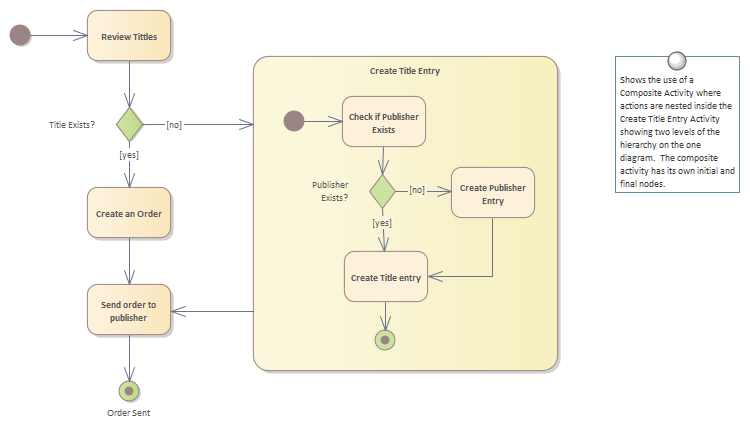 Review Tittles
Title Exists?
[no]
[yes]
Create an Order
Send order to
publisher
Order Sent
Create Title Entry
Check if Publisher
Exists
Publisher
Exists?
[no]
Create Publisher
Entry
[yes]
Create Title entry
Shows the use of a
Composite Activity where
actions are nested inside the
Create Title Entry Activity
showing two levels of the
hierarchy on the one
diagram.  The composite
activity has its own initial and
final nodes.